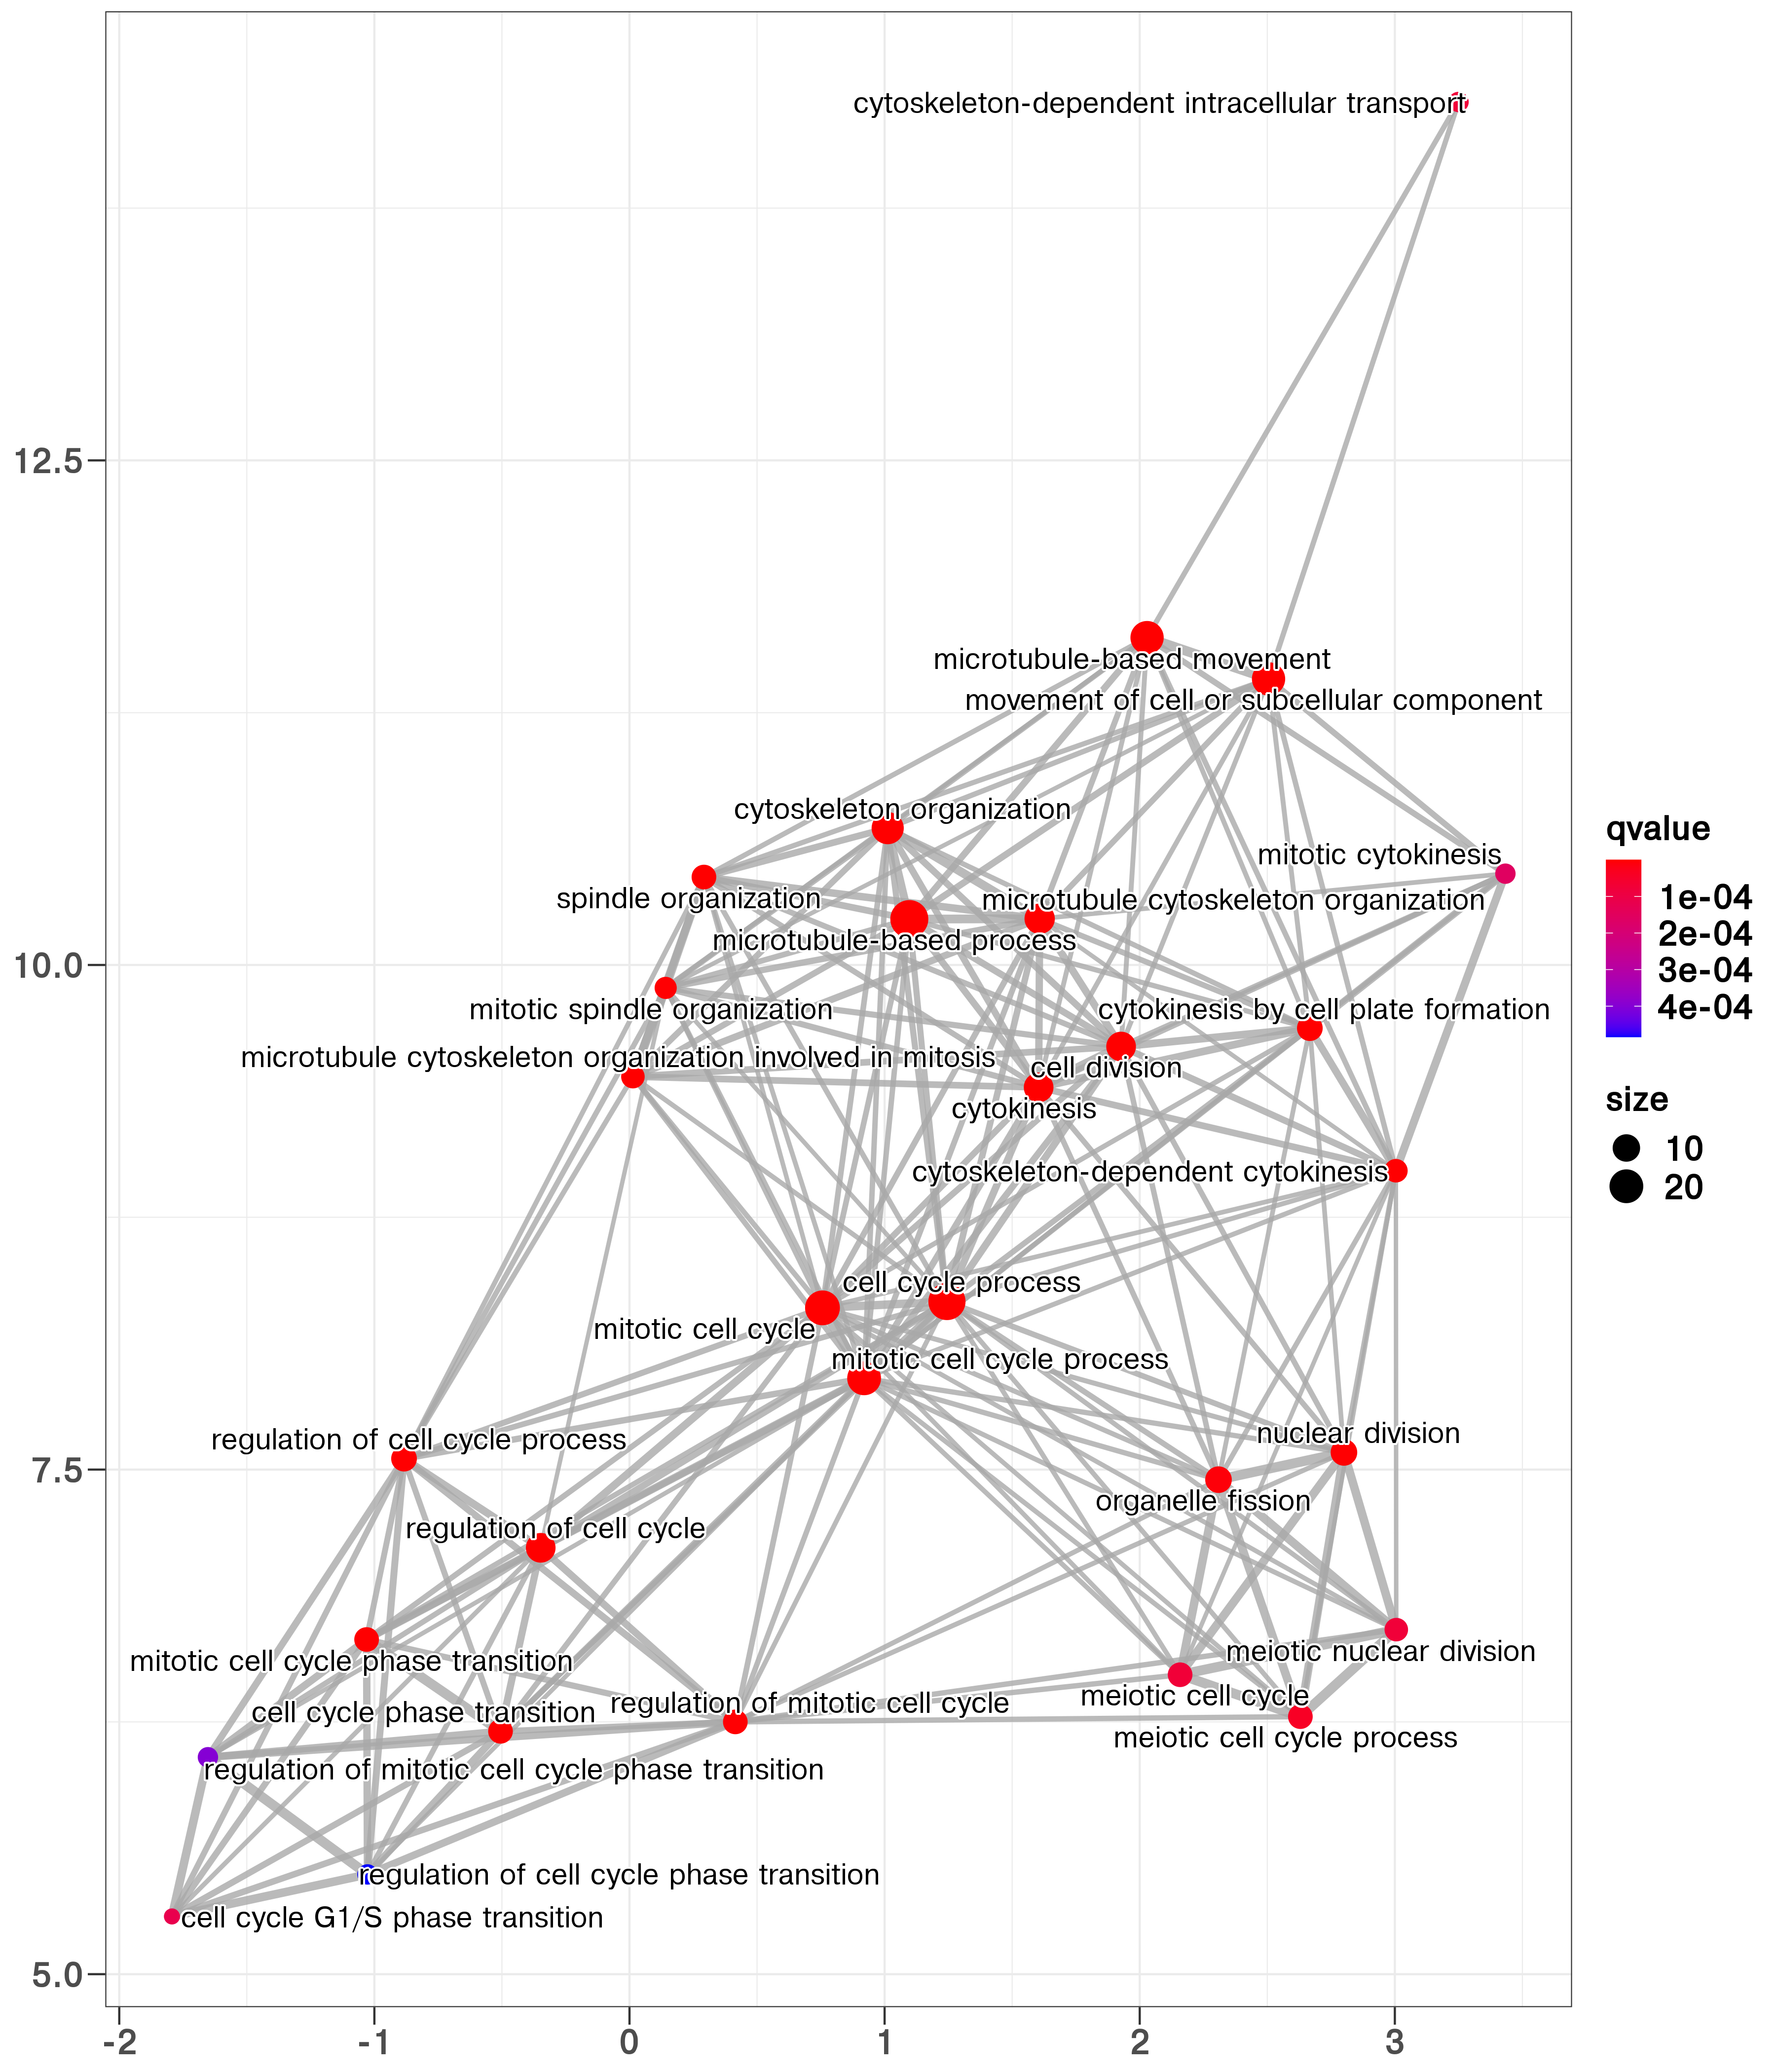 cytoskeleton-dependent intracellular transport
12.5
microtubule-based movement
movement of cell or subcellular component
cytoskeleton organization
mitotic cytokinesis
spindle organization
microtubule cytoskeleton organization
microtubule-based process
10.0
mitotic spindle organization
cytokinesis by cell plate formation
microtubule cytoskeleton organization involved in mitosis
cell division
cytokinesis
cytoskeleton-dependent cytokinesis
cell cycle process
mitotic cell cycle
mitotic cell cycle process
regulation of cell cycle process
nuclear division
7.5
organelle fission
regulation of cell cycle
mitotic cell cycle phase transition
meiotic nuclear division
meiotic cell cycle
cell cycle phase transition
regulation of mitotic cell cycle
meiotic cell cycle process
regulation of mitotic cell cycle phase transition
regulation of cell cycle phase transition
cell cycle G1/S phase transition
5.0
-2
-1
0
1
2
3
qvalue
1e-04
2e-04
3e-04
4e-04
size
10
20